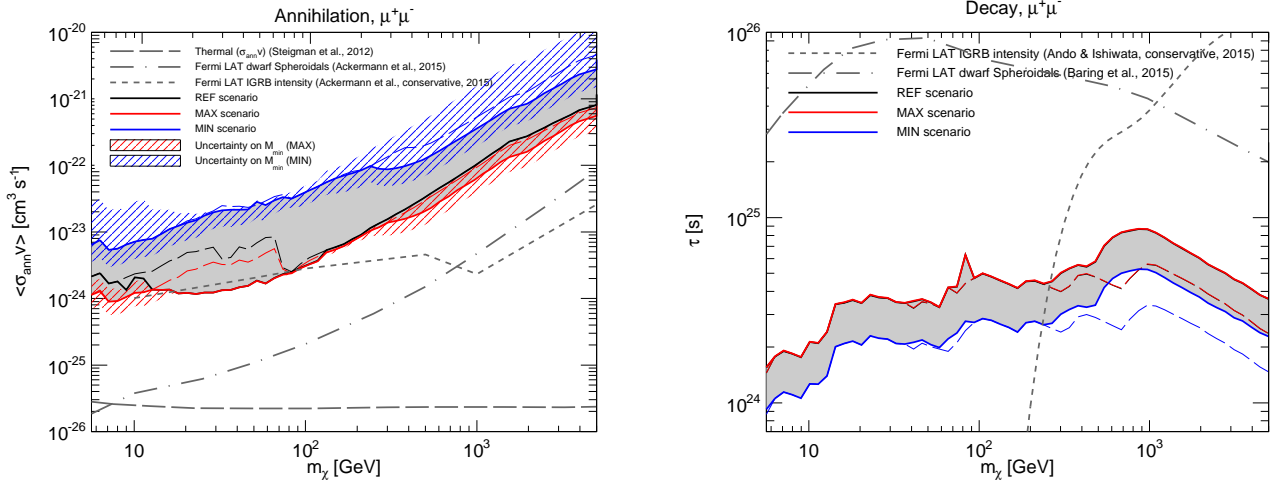 Annihilation, μ⁺μ⁻
10⁻²⁰
10⁻²¹
10⁻²²
10⁻²³
10⁻²⁴
10⁻²⁵
10⁻²⁶
<σ_ann v> [cm³ s⁻¹]
Thermal (σ_ann v) (Steigman et al., 2012)
Fermi LAT dwarf Spheroidals (Ackermann et al., 2015)
Fermi LAT IGRB intensity (Ackermann et al., conservative, 2015)
REF scenario
MAX scenario
MIN scenario
Uncertainty on M_min (MAX)
Uncertainty on M_min (MIN)
10
10²
10³
m_χ [GeV]
Decay, μ⁺μ⁻
10²⁶
10²⁵
10²⁴
τ [s]
Fermi LAT IGRB intensity (Ando & Ishiwata, conservative, 2015)
Fermi LAT dwarf Spheroidals (Baring et al., 2015)
REF scenario
MAX scenario
MIN scenario
10
10²
10³
m_χ [GeV]